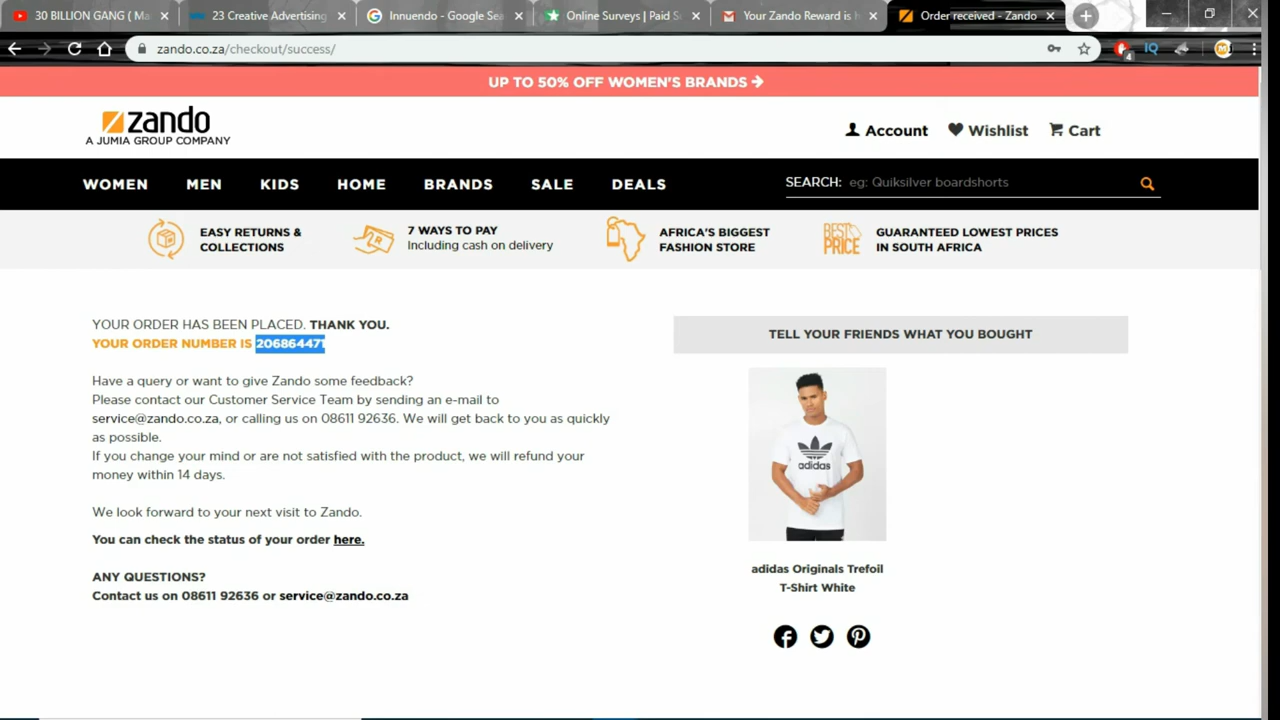 30 BILLION GANG ( Ma
23 Creative Advertising
Innuendo - Google Sea
Online Surveys | Paid S
Your Zando Reward is
Order received - Zando
zando.co.za/checkout/success/
4
IQ
UP TO 50% OFF WOMEN'S BRANDS →
zando
A JUMIA GROUP COMPANY
Account
Wishlist
Cart
WOMEN
MEN
KIDS
HOME
BRANDS
SALE
DEALS
SEARCH: eg: Quiksilver boardshorts
EASY RETURNS &
COLLECTIONS
7 WAYS TO PAY
Including cash on delivery
AFRICA'S BIGGEST
FASHION STORE
BEST
PRICE
GUARANTEED LOWEST PRICES
IN SOUTH AFRICA
YOUR ORDER HAS BEEN PLACED. THANK YOU.
YOUR ORDER NUMBER IS 206864471
Have a query or want to give Zando some feedback?
Please contact our Customer Service Team by sending an e-mail to
service@zando.co.za, or calling us on 08611 92636. We will get back to you as quickly
as possible.
If you change your mind or are not satisfied with the product, we will refund your
money within 14 days.
We look forward to your next visit to Zando.
You can check the status of your order here.
ANY QUESTIONS?
Contact us on 08611 92636 or service@zando.co.za
TELL YOUR FRIENDS WHAT YOU BOUGHT
adidas
adidas Originals Trefoil
T-Shirt White